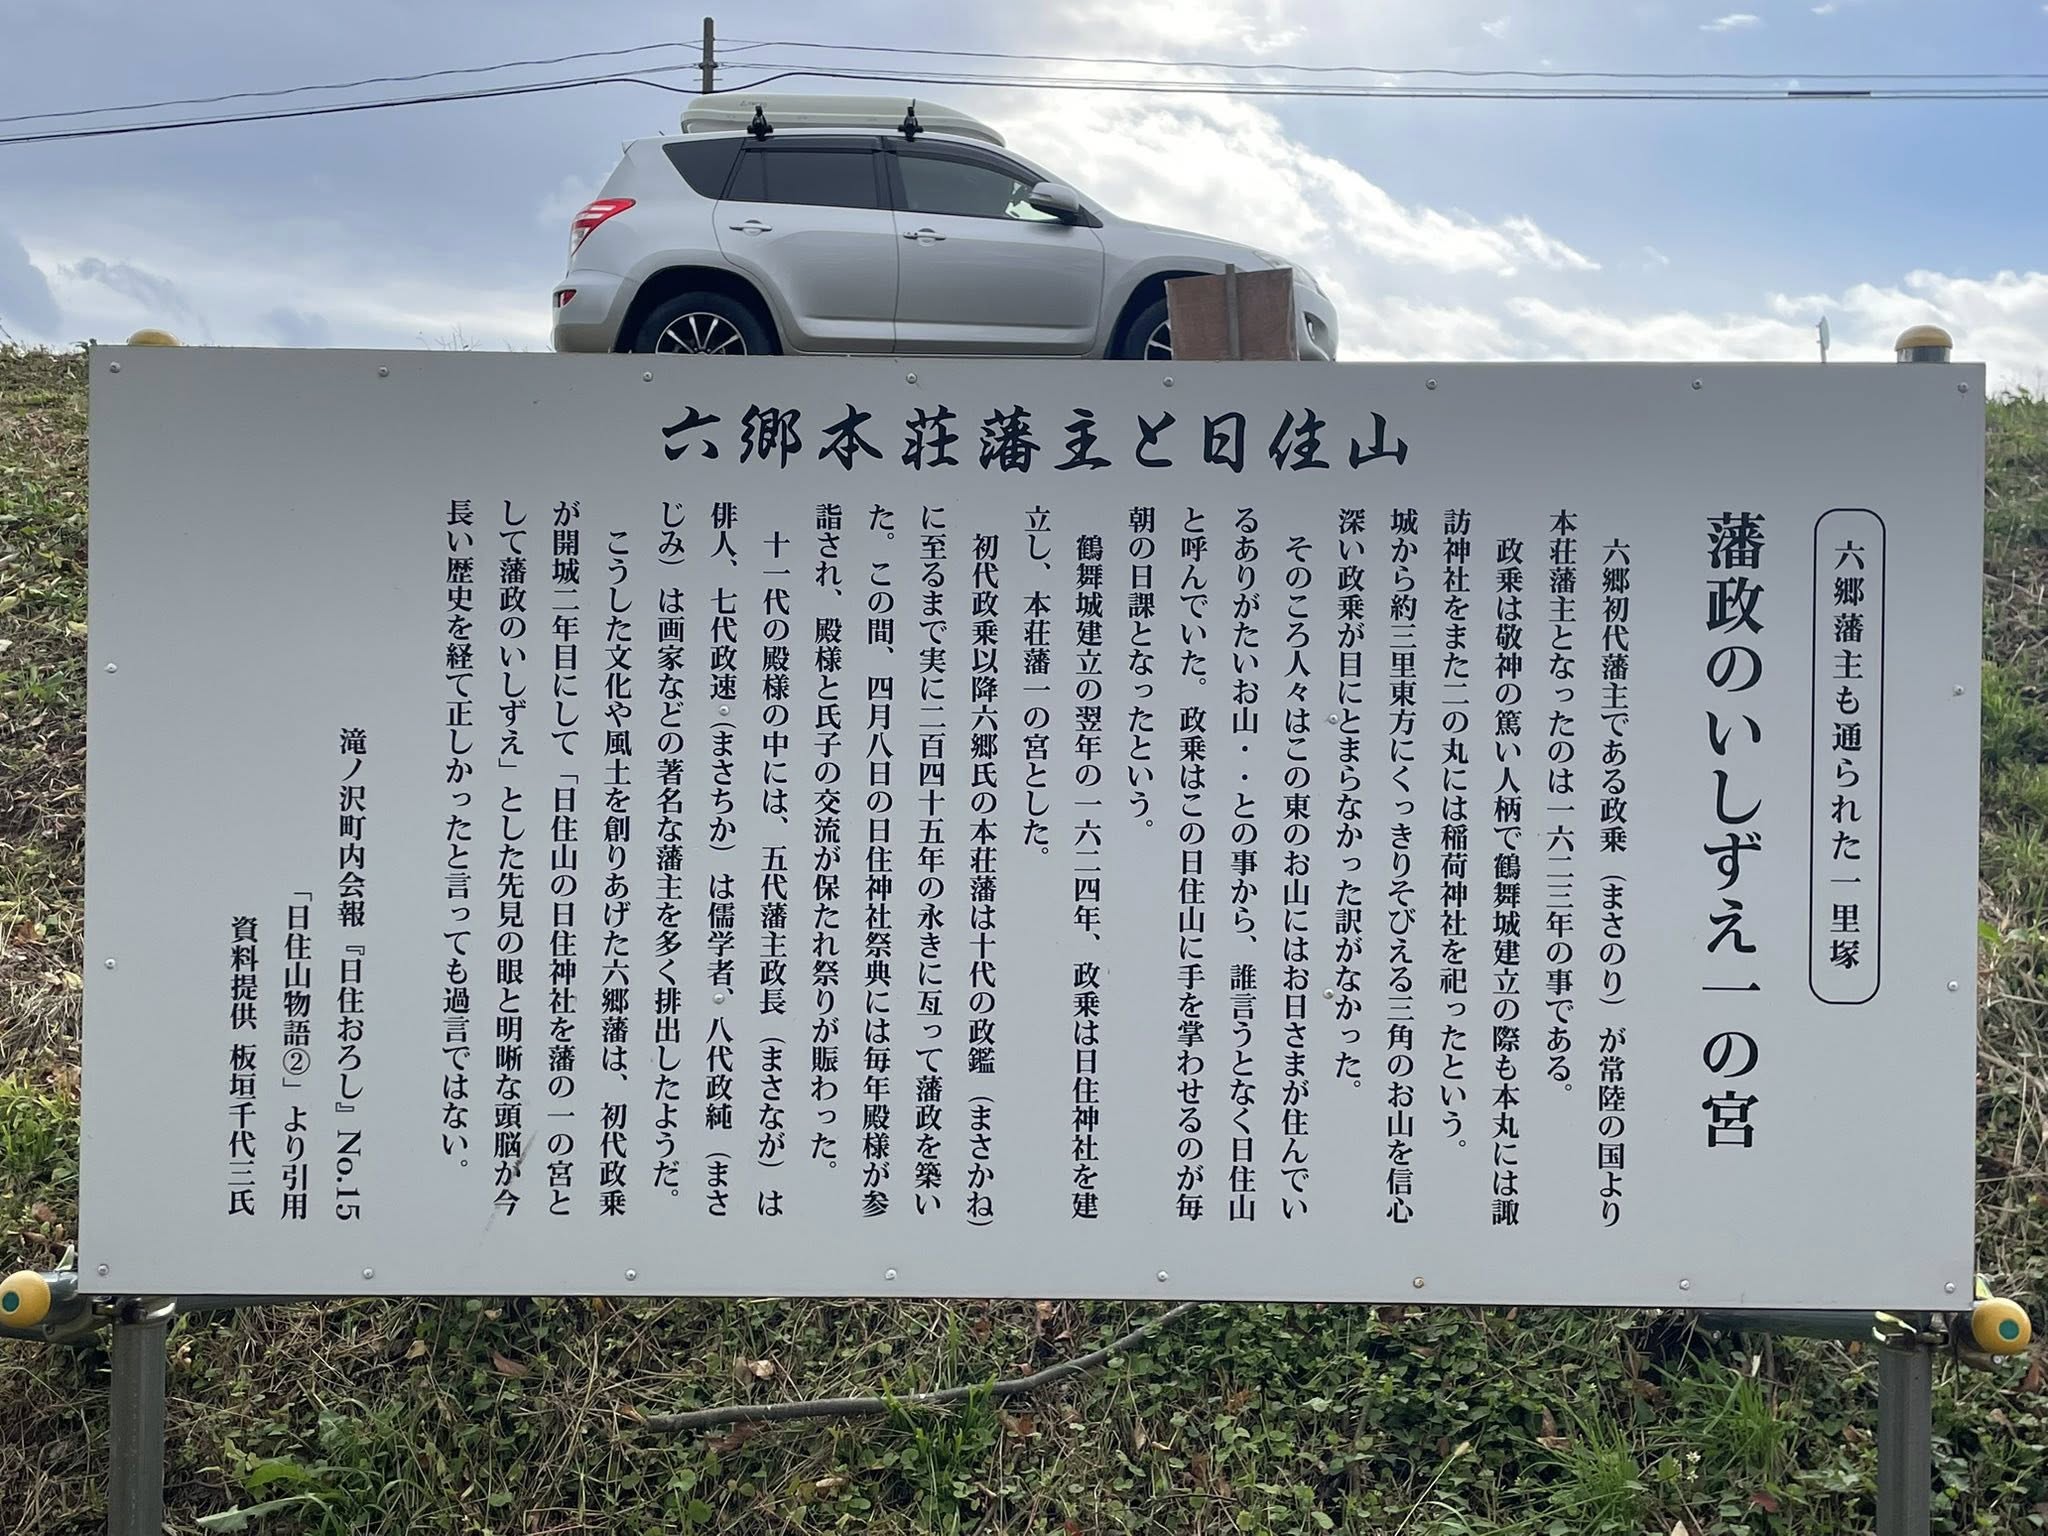 六郷本荘藩主と日住山
六郷藩主も通られた一里塚
藩政のいしずえ一の宮
六郷初代藩主である政乗（まさのり）が常陸の国より
本荘藩主となったのは一六二三年の事である。
政乗は敬神の篤い人柄で鶴舞城建立の際も本丸には諏
訪神社をまた二の丸には稲荷神社を祀ったという。
城から約三里東方にくっきりそびえる三角のお山を信心
深い政乗が目にとまらなかった訳がなかった。
そのころ人々はこの東のお山にはお日さまが住んでい
るありがたいお山・・との事から、誰言うとなく日住山
と呼んでいた。政乗はこの日住山に手を掌わせるのが毎
朝の日課となったという。
鶴舞城建立の翌年の一六二四年、政乗は日住神社を建
立し、本荘藩一の宮とした。
初代政乗以降六郷氏の本荘藩は十代の政鑑（まさかね）
に至るまで実に二百四十五年の永きに亙って藩政を築い
た。この間、四月八日の日住神社祭典には毎年殿様が参
詣され、殿様と氏子の交流が保たれ祭りが賑わった。
十一代の殿様の中には、五代藩主政長（まさなが）は
俳人、七代政速（まさちか）は儒学者、八代政純（まさ
じみ）は画家などの著名な藩主を多く排出したようだ。
こうした文化や風土を創りあげた六郷藩は、初代政乗
が開城二年目にして「日住山の日住神社を藩の一の宮と
して藩政のいしずえ」とした先見の眼と明晰な頭脳が今
長い歴史を経て正しかったと言っても過言ではない。
滝ノ沢町内会報『日住おろし』No.15
「日住山物語②」より引用
資料提供 板垣千代三氏